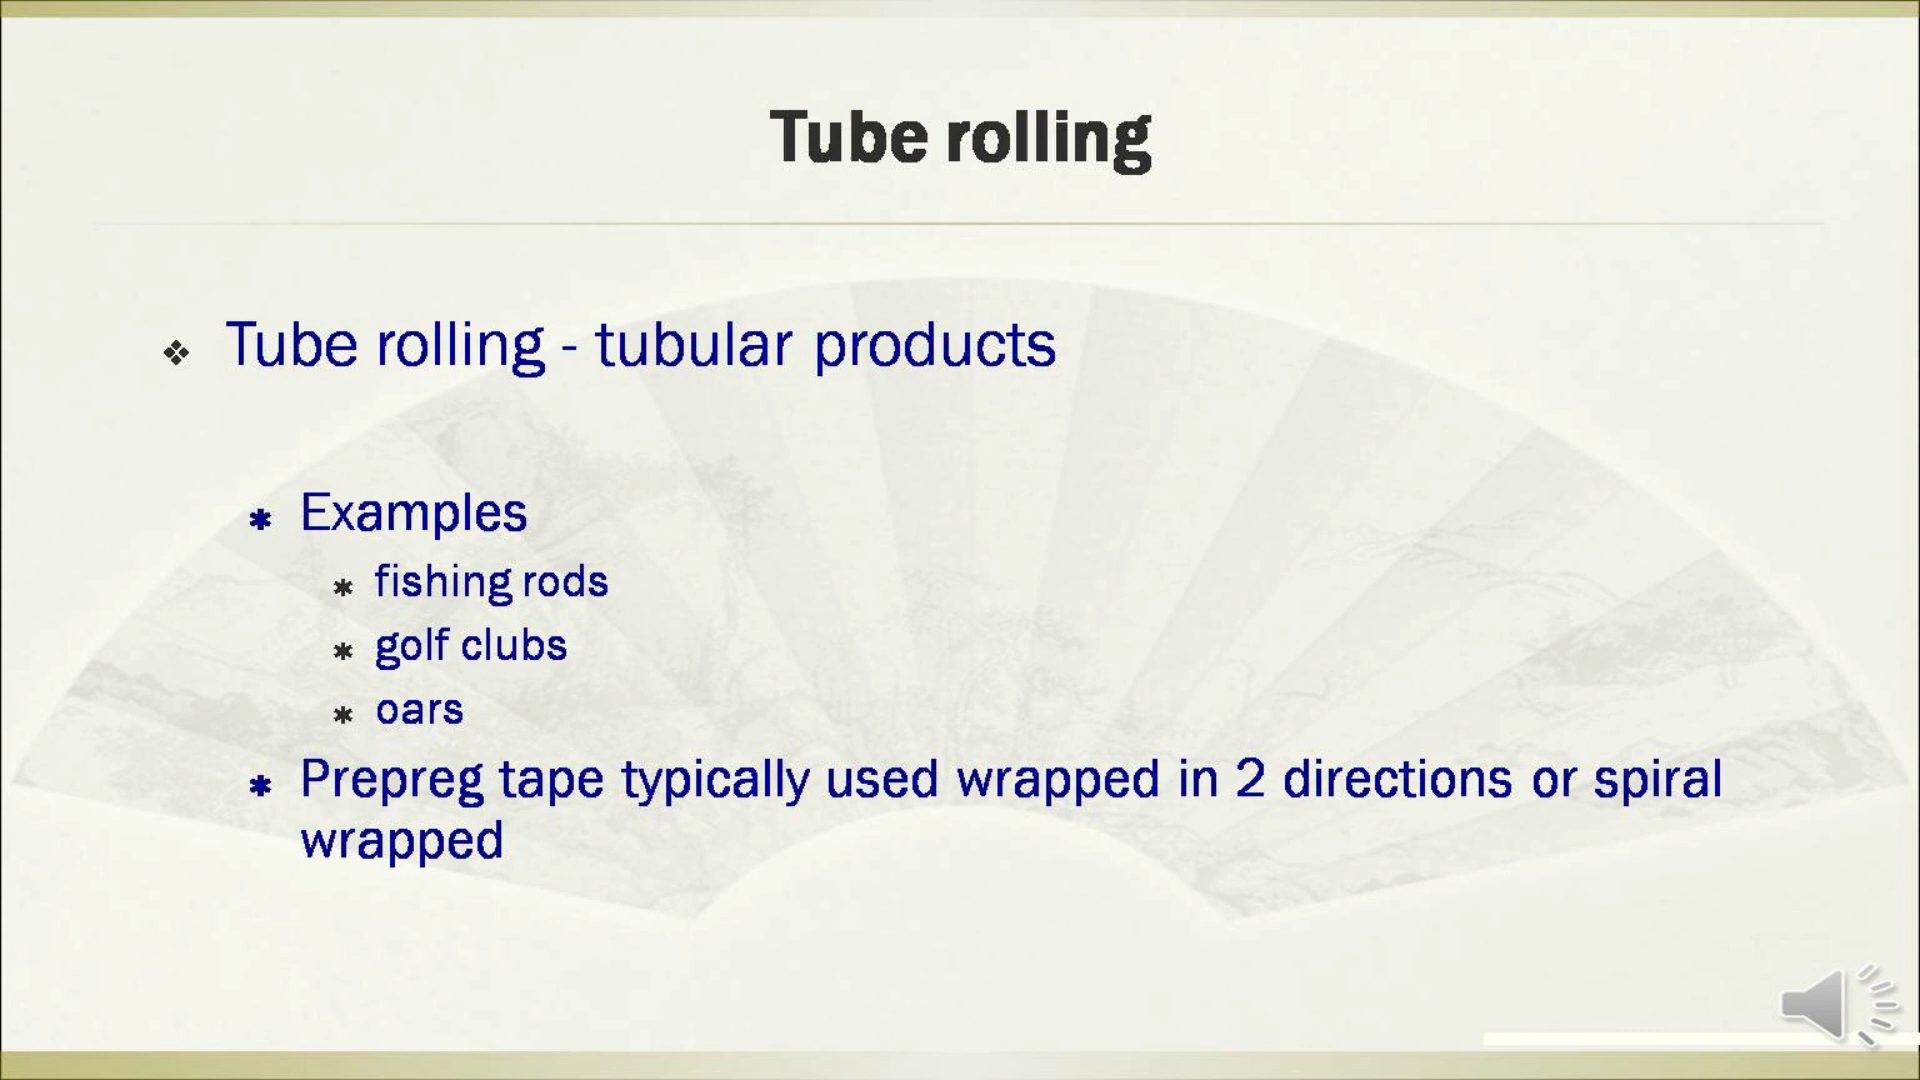 Tube rolling
❖ Tube rolling - tubular products
✱ Examples
✱ fishing rods
✱ golf clubs
✱ oars
✱ Prepreg tape typically used wrapped in 2 directions or spiral
wrapped